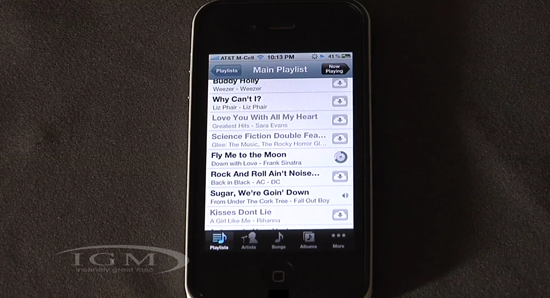 AT&T M-Cell 10:13 PM 41%
Playlists Main Playlist Now Playing
Buddy Holly
Weezer - Weezer
Why Can't I?
Liz Phair - Liz Phair
Love You With All My Heart
Greatest Hits - Sara Evans
Science Fiction Double Fea...
Glee: The Music, The Rocky Horror Gl...
Fly Me to the Moon
Down with Love - Frank Sinatra
Rock And Roll Ain't Noise...
Back in Black - AC - DC
Sugar, We're Goin' Down
From Under The Cork Tree - Fall Out Boy
Kisses Dont Lie
A Girl Like Me - Rihanna
Playlists Artists Songs Albums More
IGM
insanely great mac